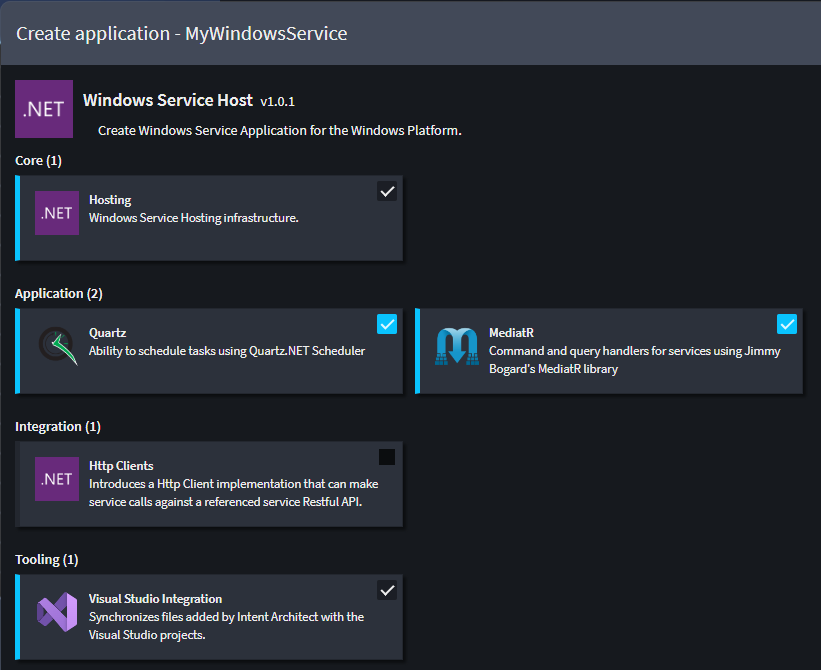 Create application - MyWindowsService
.NET
Windows Service Host v1.0.1
Create Windows Service Application for the Windows Platform.
Core (1)
.NET
Hosting
Windows Service Hosting infrastructure.
Application (2)
Quartz
Ability to schedule tasks using Quartz.NET Scheduler
MediatR
Command and query handlers for services using Jimmy
Bogard's MediatR library
Integration (1)
.NET
Http Clients
Introduces a Http Client implementation that can make
service calls against a referenced service Restful API.
Tooling (1)
Visual Studio Integration
Synchronizes files added by Intent Architect with the
Visual Studio projects.